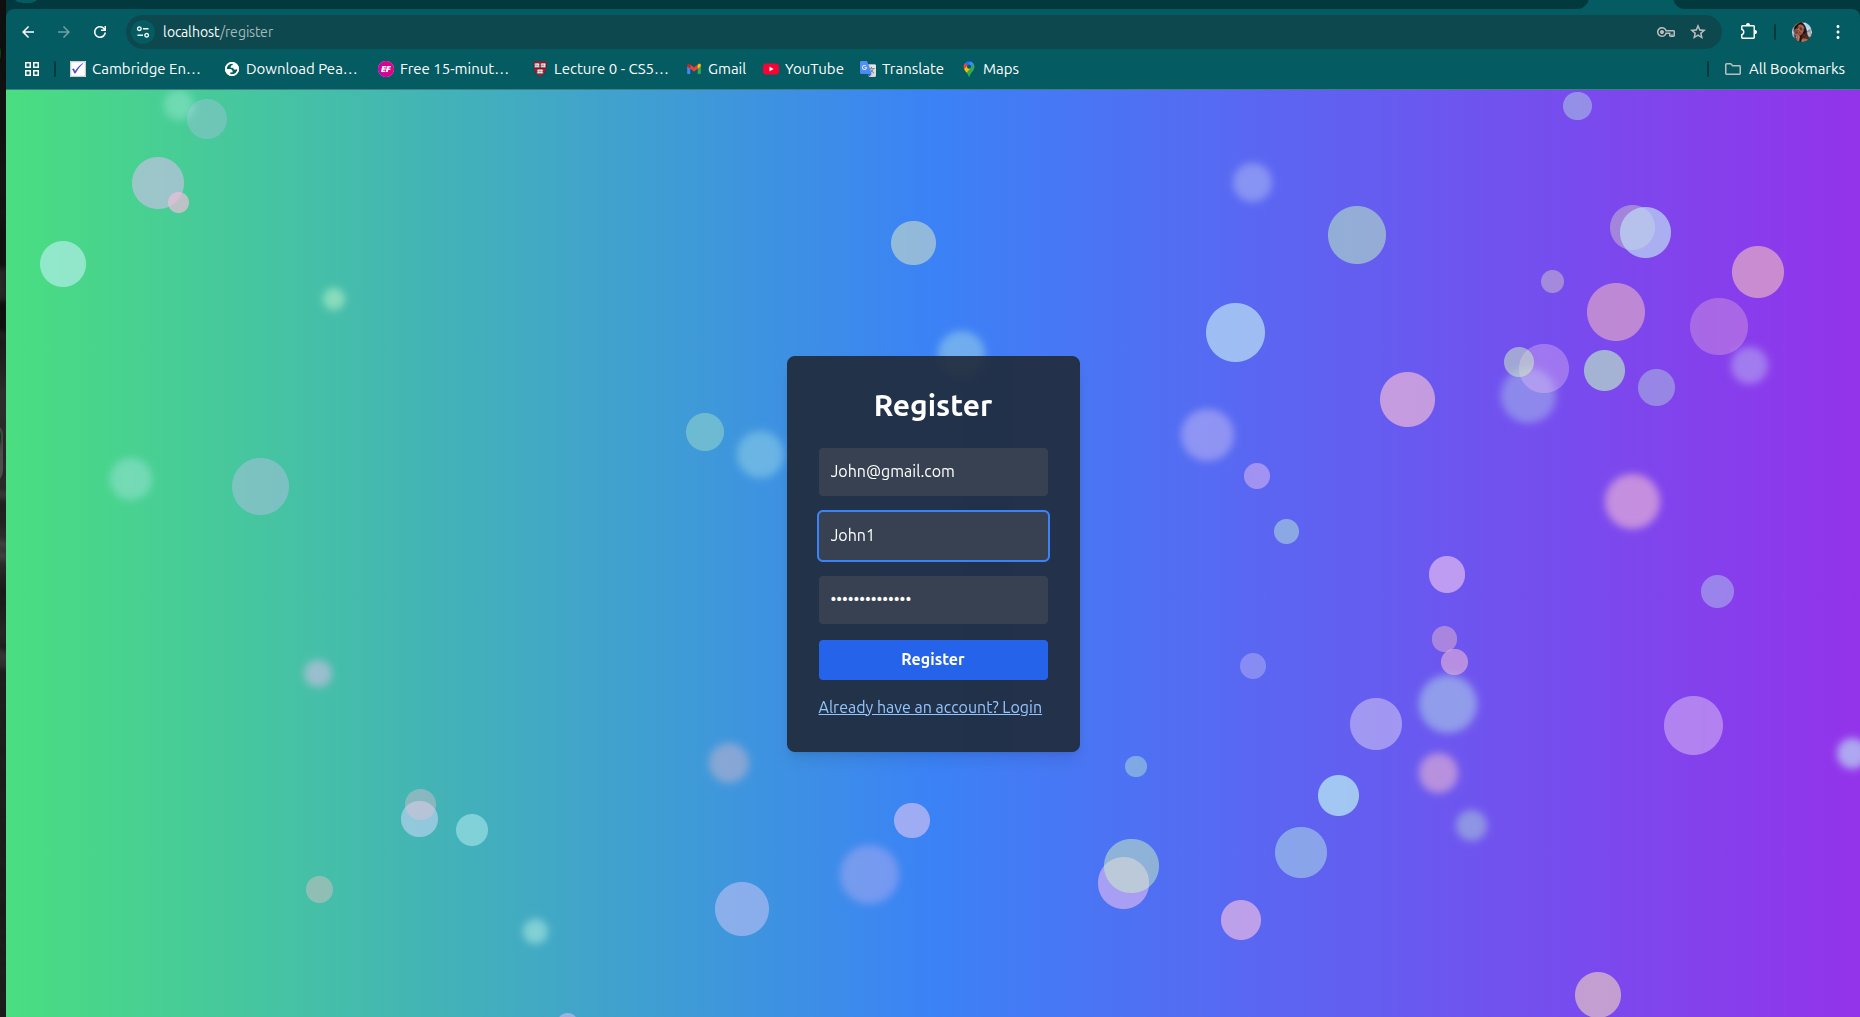 localhost/register
Cambridge En... Download Pea... EF Free 15-minut... Lecture 0 - CS5... Gmail YouTube Translate Maps All Bookmarks
Register
John@gmail.com
John1
••••••••••••••
Register
Already have an account? Login